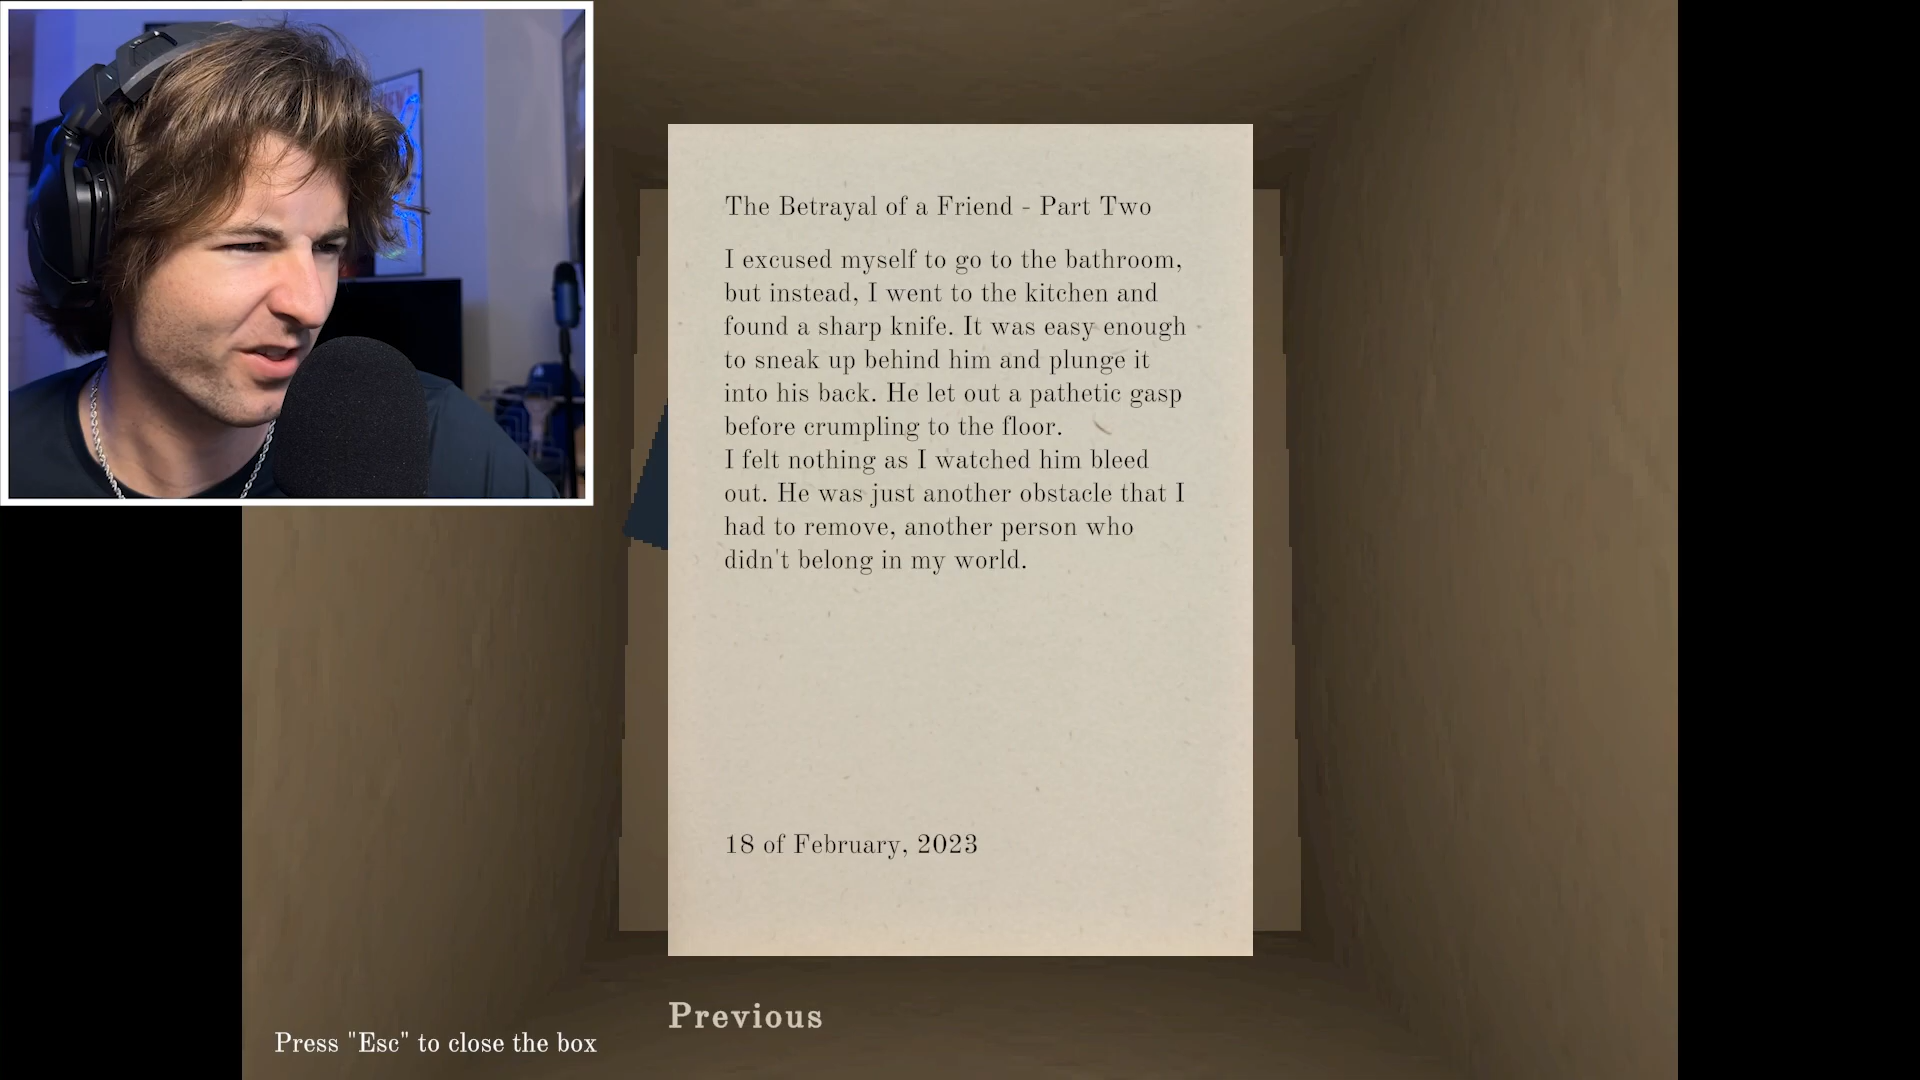 The Betrayal of a Friend - Part Two
I excused myself to go to the bathroom,
but instead, I went to the kitchen and
found a sharp knife. It was easy enough
to sneak up behind him and plunge it
into his back. He let out a pathetic gasp
before crumpling to the floor.
I felt nothing as I watched him bleed
out. He was just another obstacle that I
had to remove, another person who
didn't belong in my world.
18 of February, 2023
Previous
Press "Esc" to close the box